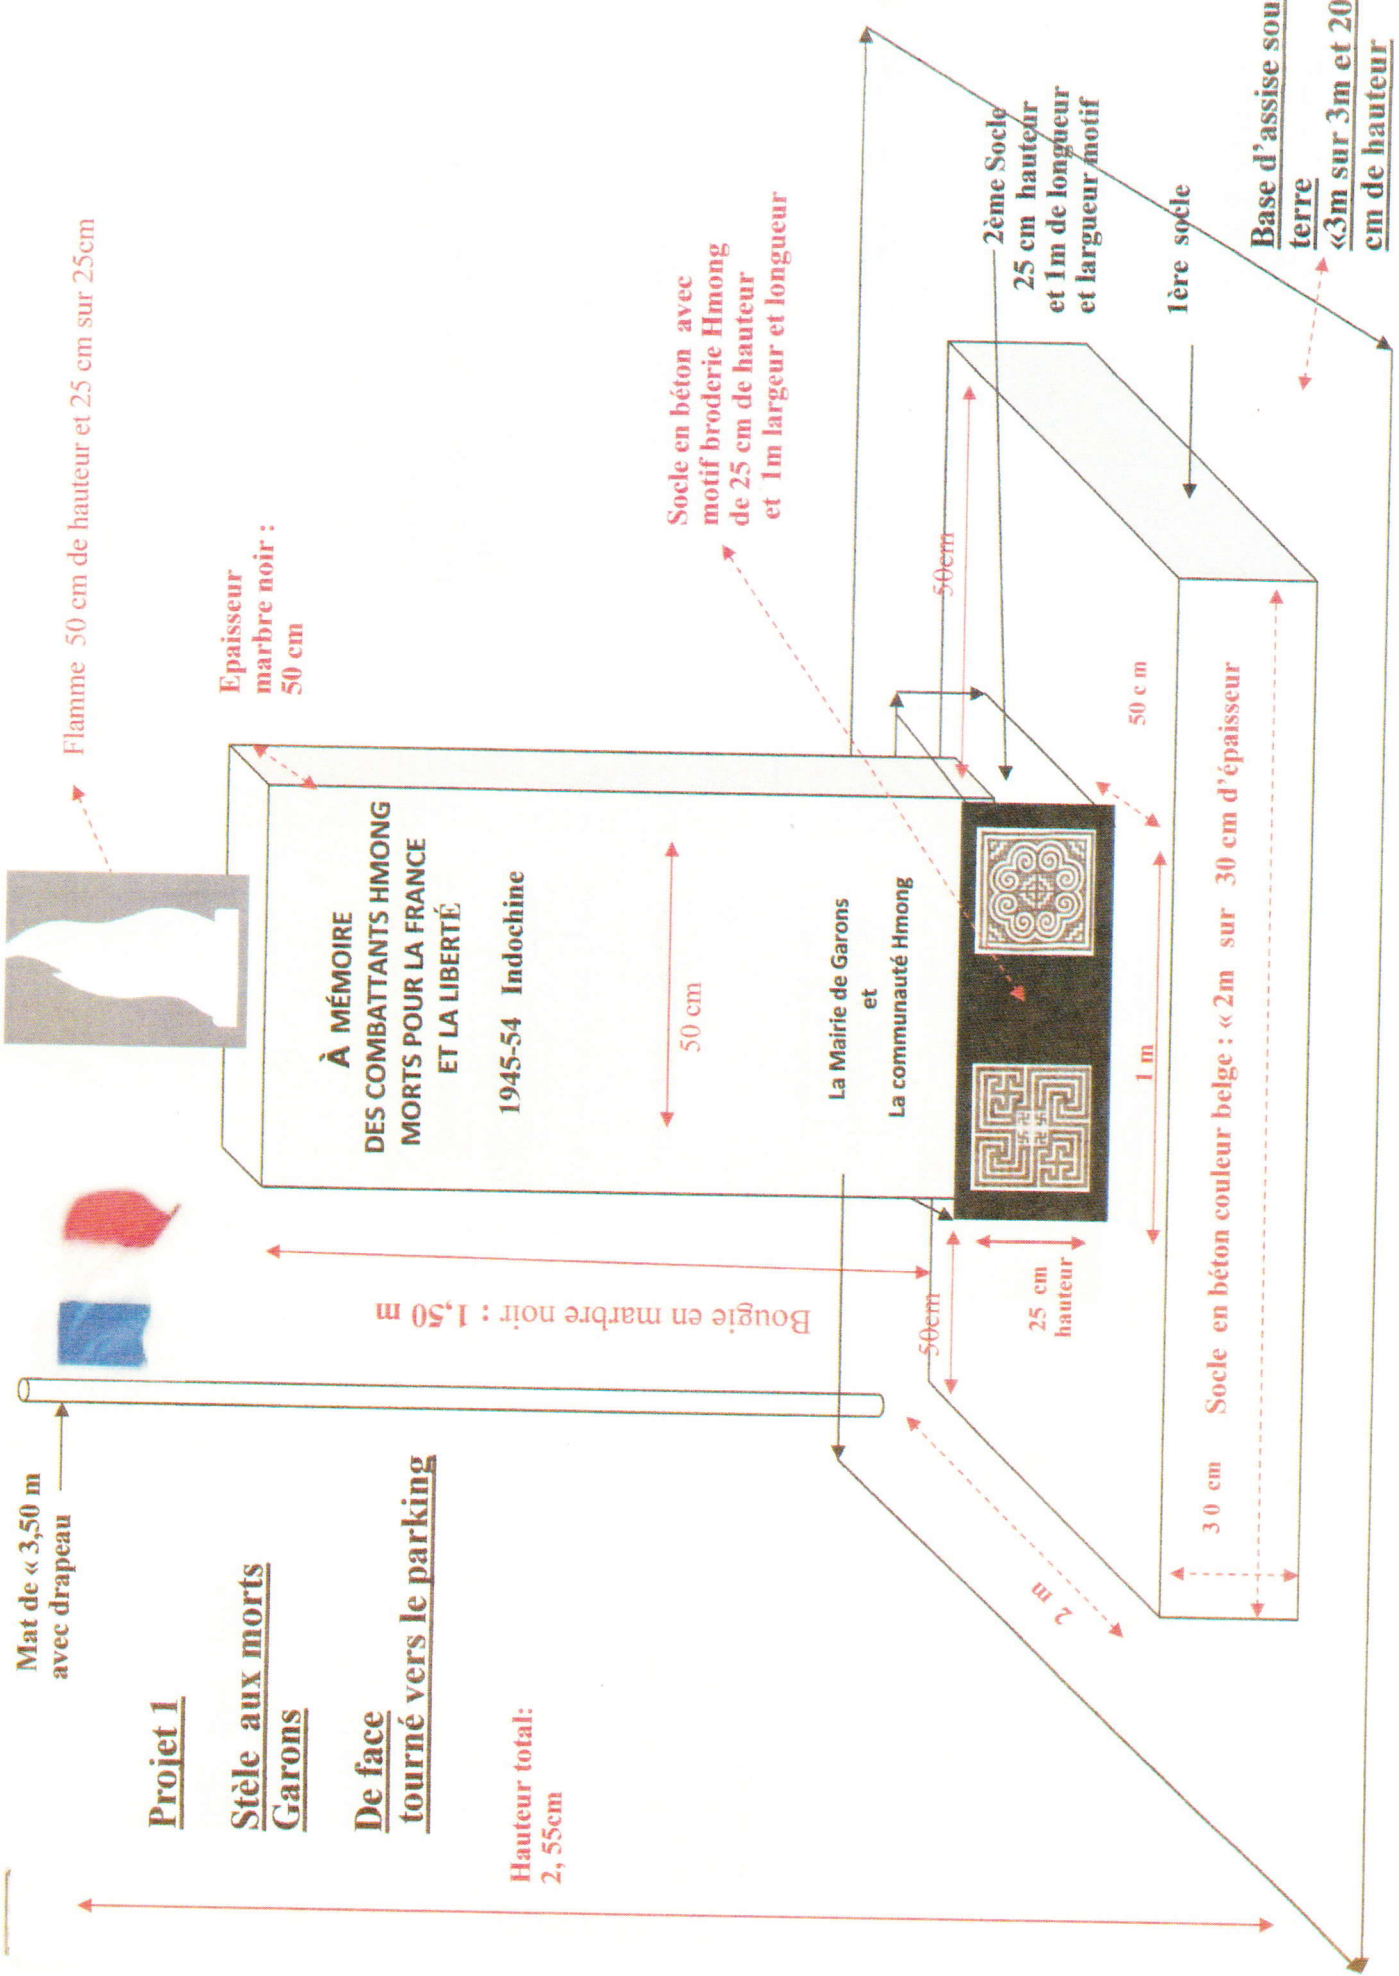 Mat de « 3,50 m
avec drapeau
Projet 1
Stèle aux morts
Garons
De face
tourné vers le parking
Hauteur total:
2, 55cm
Flamme 50 cm de hauteur et 25 cm sur 25cm
Epaisseur
marbre noir :
50 cm
À MÉMOIRE
DES COMBATTANTS HMONG
MORTS POUR LA FRANCE
ET LA LIBERTÉ
1945-54 Indochine
50 cm
La Mairie de Garons
et
La communauté Hmong
Bougie en marbre noir : 1,50 m
Socle en béton avec
motif broderie Hmong
de 25 cm de hauteur
et 1m largeur et longueur
2ème Socle
25 cm hauteur
et 1m de longueur
et largueur motif
1ère socle
Base d'assise sou
terre
«3m sur 3m et 20
cm de hauteur
50cm
50cm
25 cm
hauteur
1 m
50 c m
2 m
30 cm
Socle en béton couleur belge : « 2m sur 30 cm d'épaisseur